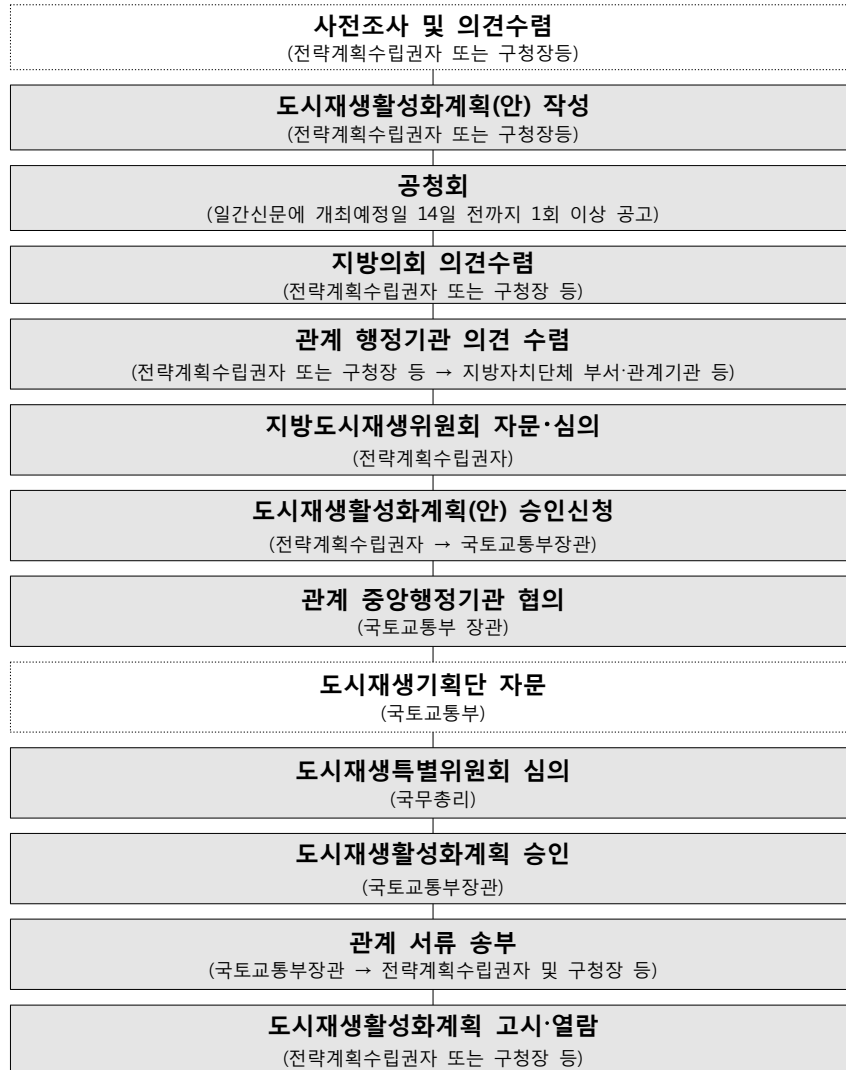 사전조사 및 의견수렴
(전략계획수립권자 또는 구청장등)
도시재생활성화계획(안) 작성
(전략계획수립권자 또는 구청장등)
공청회
(일간신문에 개최예정일 14일 전까지 1회 이상 공고)
지방의회 의견수렴
(전략계획수립권자 또는 구청장 등)
관계 행정기관 의견 수렴
(전략계획수립권자 또는 구청장 등 → 지방자치단체 부서·관계기관 등)
지방도시재생위원회 자문·심의
(전략계획수립권자)
도시재생활성화계획(안) 승인신청
(전략계획수립권자 → 국토교통부장관)
관계 중앙행정기관 협의
(국토교통부 장관)
도시재생기획단 자문
(국토교통부)
도시재생특별위원회 심의
(국무총리)
도시재생활성화계획 승인
(국토교통부장관)
관계 서류 송부
(국토교통부장관 → 전략계획수립권자 및 구청장 등)
도시재생활성화계획 고시·열람
(전략계획수립권자 또는 구청장 등)